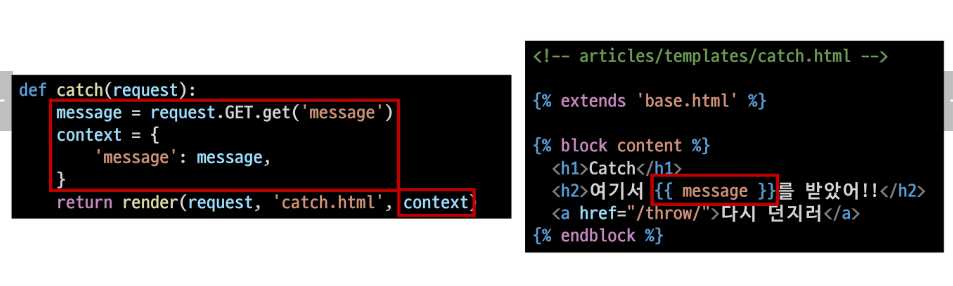 def catch(request):
    message = request.GET.get('message')
    context = {
        'message': message,
    }
    return render(request, 'catch.html', context)
<!-- articles/templates/catch.html -->
{% extends 'base.html' %}
{% block content %}
  <h1>Catch</h1>
  <h2>여기서 {{ message }}를 받았어!!</h2>
  <a href="/throw/">다시 던지러</a>
{% endblock %}